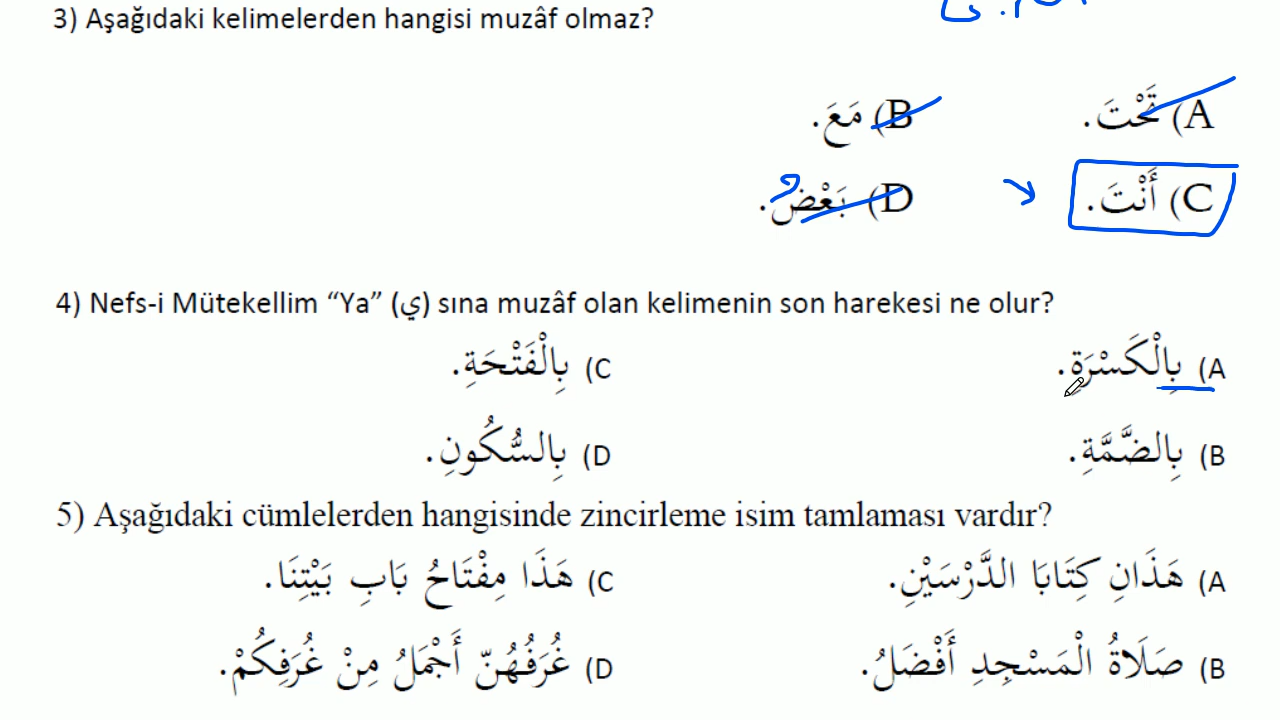 3) Aşağıdaki kelimelerden hangisi muzâf olmaz?
A) تَحْتَ. B) مَعَ.
C) أَنْتَ. D) بَعْضَ.
4) Nefs-i Mütekellim “Ya” (ي) sına muzâf olan kelimenin son harekesi ne olur?
A) بِالْكَسْرَةِ. C) بِالْفَتْحَةِ.
B) بِالضَّمَّةِ. D) بِالسُّكُونِ.
5) Aşağıdaki cümlelerden hangisinde zincirleme isim tamlaması vardır?
A) هَذَانِ كِتَابَا الدَّرْسَيْنِ. C) هَذَا مِفْتَاحُ بَابِ بَيْتِنَا.
B) صَلَاةُ الْمَسْجِدِ أَفْضَلُ. D) غُرَفُهُنّ أَجْمَلُ مِنْ غُرَفِكُمْ.